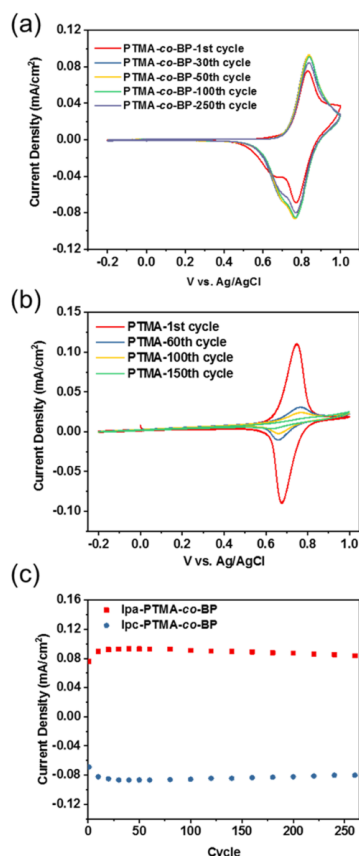 (a)
PTMA-co-BP-1st cycle
PTMA-co-BP-30th cycle
PTMA-co-BP-50th cycle
PTMA-co-BP-100th cycle
PTMA-co-BP-250th cycle
Current Density (mA/cm²)
0.12
0.08
0.04
0.00
-0.04
-0.08
-0.12
-0.2 0.0 0.2 0.4 0.6 0.8 1.0
V vs. Ag/AgCl
(b)
PTMA-1st cycle
PTMA-60th cycle
PTMA-100th cycle
PTMA-150th cycle
Current Density (mA/cm²)
0.15
0.10
0.05
0.00
-0.05
-0.10
-0.2 0.0 0.2 0.4 0.6 0.8 1.0
V vs. Ag/AgCl
(c)
Ipa-PTMA-co-BP
Ipc-PTMA-co-BP
Current Density (mA/cm²)
0.16
0.12
0.08
0.04
0.00
-0.04
-0.08
-0.12
0 50 100 150 200 250
Cycle